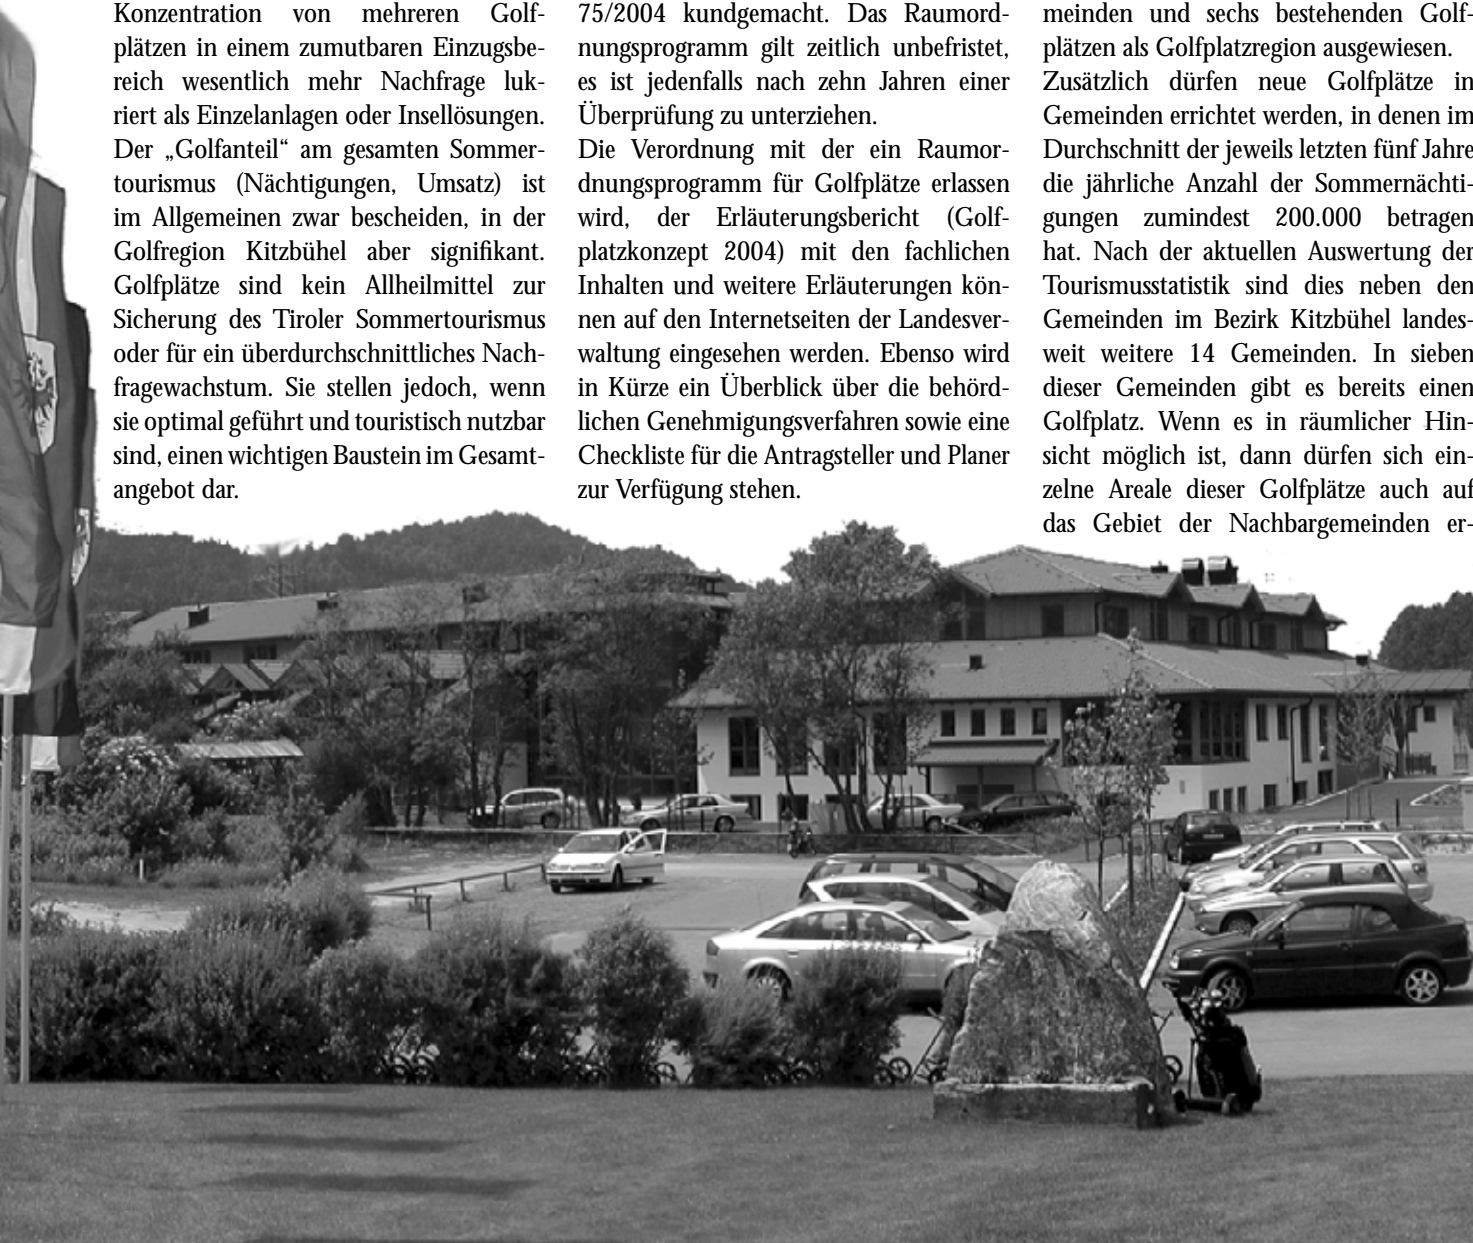 Konzentration von mehreren Golf-
plätzen in einem zumutbaren Einzugsbe-
reich wesentlich mehr Nachfrage luk-
riert als Einzelanlagen oder Insellösungen.
Der „Golfanteil“ am gesamten Sommer-
tourismus (Nächtigungen, Umsatz) ist
im Allgemeinen zwar bescheiden, in der
Golfregion Kitzbühel aber signifikant.
Golfplätze sind kein Allheilmittel zur
Sicherung des Tiroler Sommertourismus
oder für ein überdurchschnittliches Nach-
fragewachstum. Sie stellen jedoch, wenn
sie optimal geführt und touristisch nutzbar
sind, einen wichtigen Baustein im Gesamt-
angebot dar.
75/2004 kundgemacht. Das Raumord-
nungsprogramm gilt zeitlich unbefristet,
es ist jedenfalls nach zehn Jahren einer
Überprüfung zu unterziehen.
Die Verordnung mit der ein Raumor-
dnungsprogramm für Golfplätze erlassen
wird, der Erläuterungsbericht (Golf-
platzkonzept 2004) mit den fachlichen
Inhalten und weitere Erläuterungen kön-
nen auf den Internetseiten der Landesver-
waltung eingesehen werden. Ebenso wird
in Kürze ein Überblick über die behörd-
lichen Genehmigungsverfahren sowie eine
Checkliste für die Antragsteller und Planer
zur Verfügung stehen.
meinden und sechs bestehenden Golf-
plätzen als Golfplatzregion ausgewiesen.
Zusätzlich dürfen neue Golfplätze in
Gemeinden errichtet werden, in denen im
Durchschnitt der jeweils letzten fünf Jahre
die jährliche Anzahl der Sommernächti-
gungen zumindest 200.000 betragen
hat. Nach der aktuellen Auswertung der
Tourismusstatistik sind dies neben den
Gemeinden im Bezirk Kitzbühel landes-
weit weitere 14 Gemeinden. In sieben
dieser Gemeinden gibt es bereits einen
Golfplatz. Wenn es in räumlicher Hin-
sicht möglich ist, dann dürfen sich ein-
zelne Areale dieser Golfplätze auch auf
das Gebiet der Nachbargemeinden er-